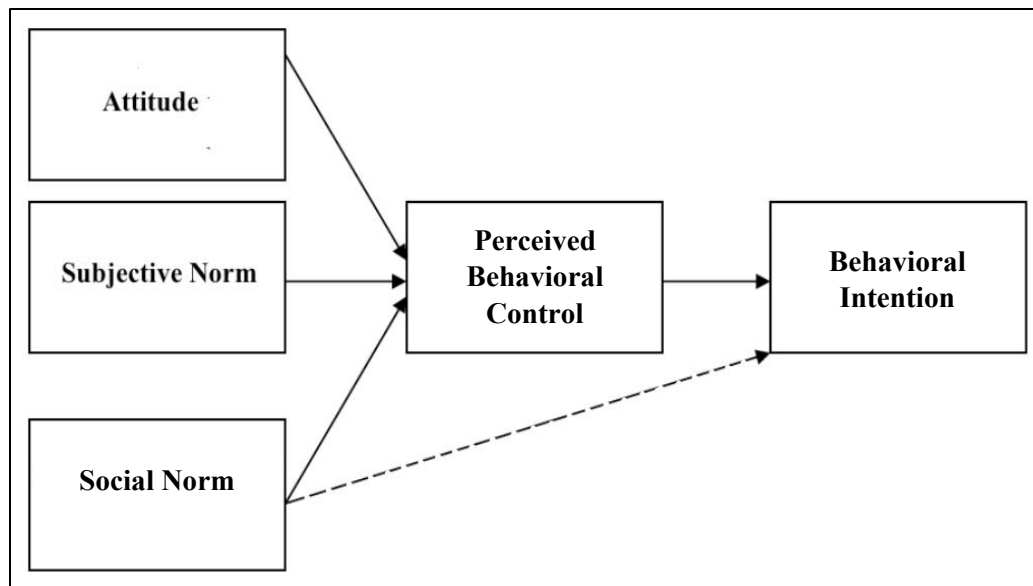 Attitude
Subjective Norm
Social Norm
Perceived
Behavioral
Control
Behavioral
Intention